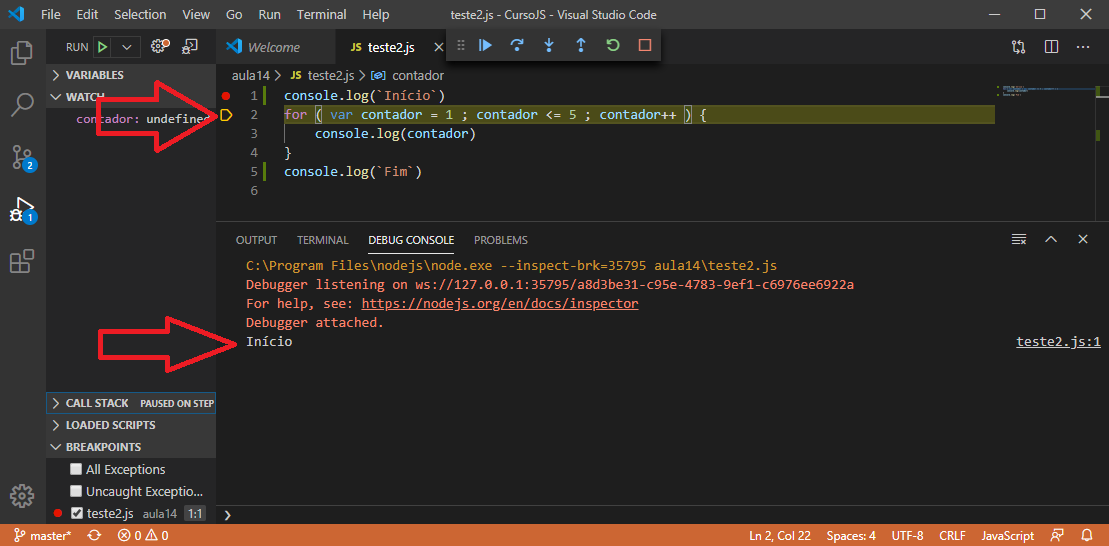 File Edit Selection View Go Run Terminal Help teste2.js - CursoJS - Visual Studio Code
RUN
Welcome
JS teste2.js
VARIABLES
WATCH
contador: undefined
aula14 > JS teste2.js > contador
1 console.log(`Início`)
2 for ( var contador = 1 ; contador <= 5 ; contador++ ) {
3 console.log(contador)
4 }
5 console.log(`Fim`)
6
2
1
OUTPUT TERMINAL DEBUG CONSOLE PROBLEMS
C:\Program Files\nodejs\node.exe --inspect-brk=35795 aula14\teste2.js
Debugger listening on ws://127.0.0.1:35795/a8d3be31-c95e-4783-9ef1-c6976ee6922a
For help, see: https://nodejs.org/en/docs/inspector
Debugger attached.
Início teste2.js:1
CALL STACK PAUSED ON STEP
LOADED SCRIPTS
BREAKPOINTS
All Exceptions
Uncaught Exceptio...
teste2.js aula14 1:1
master* 0 0 Ln 2, Col 22 Spaces: 4 UTF-8 CRLF JavaScript